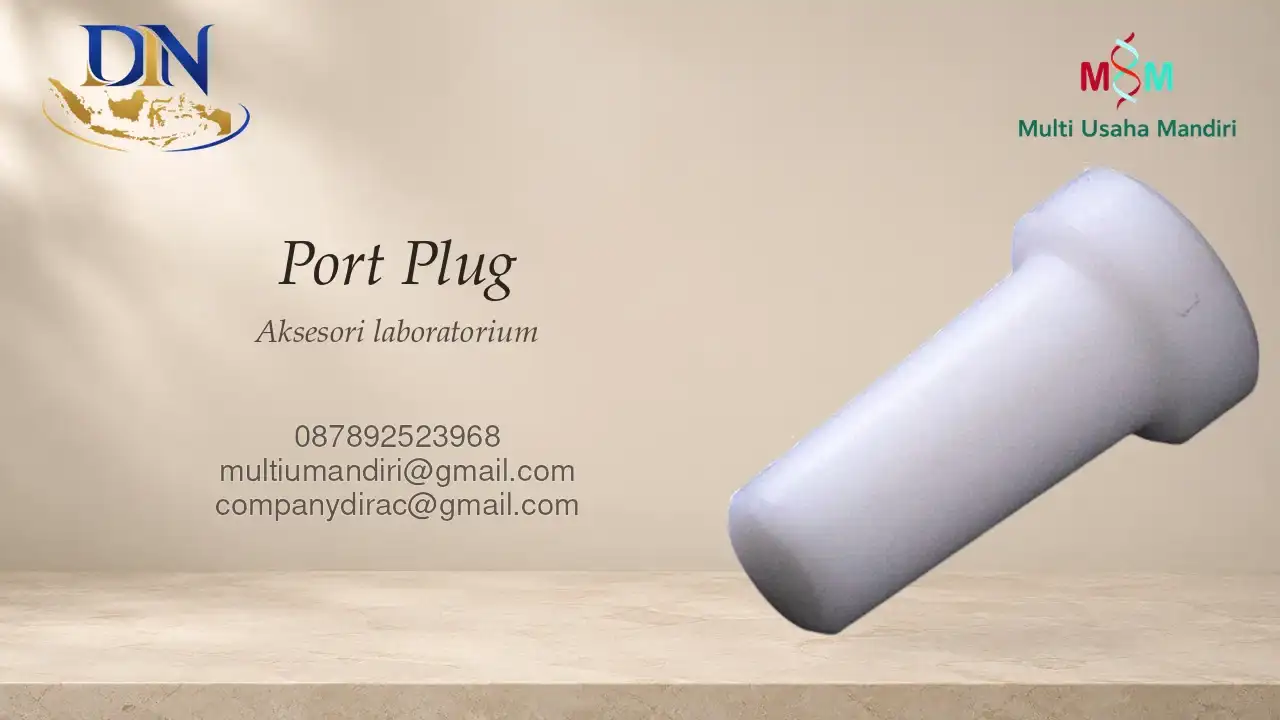 DN
MSM
Multi Usaha Mandiri
Port Plug
Aksesori laboratorium
087892523968
multiumandiri@gmail.com
companydirac@gmail.com